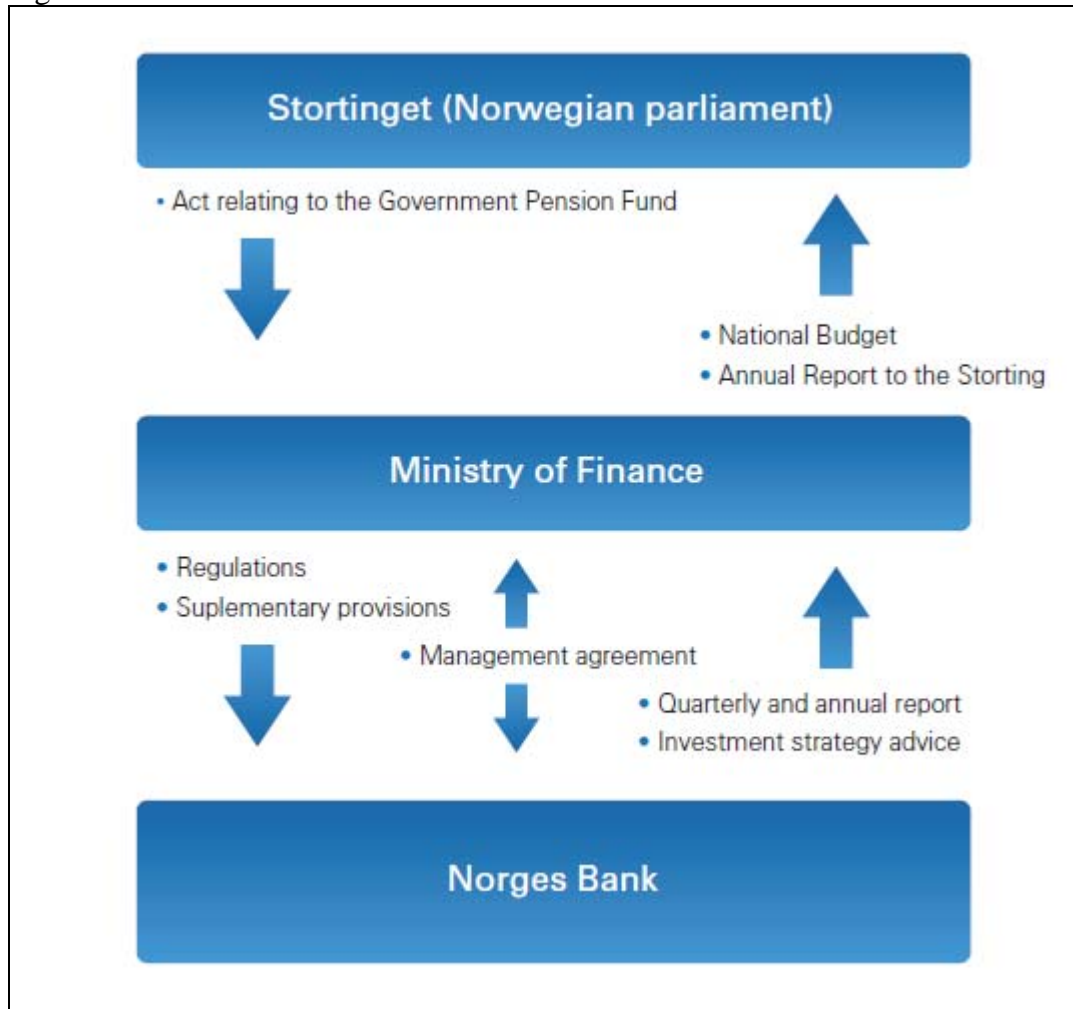 Stortinget (Norwegian parliament)
• Act relating to the Government Pension Fund
• National Budget
• Annual Report to the Storting
Ministry of Finance
• Regulations
• Suplementary provisions
• Management agreement
• Quarterly and annual report
• Investment strategy advice
Norges Bank